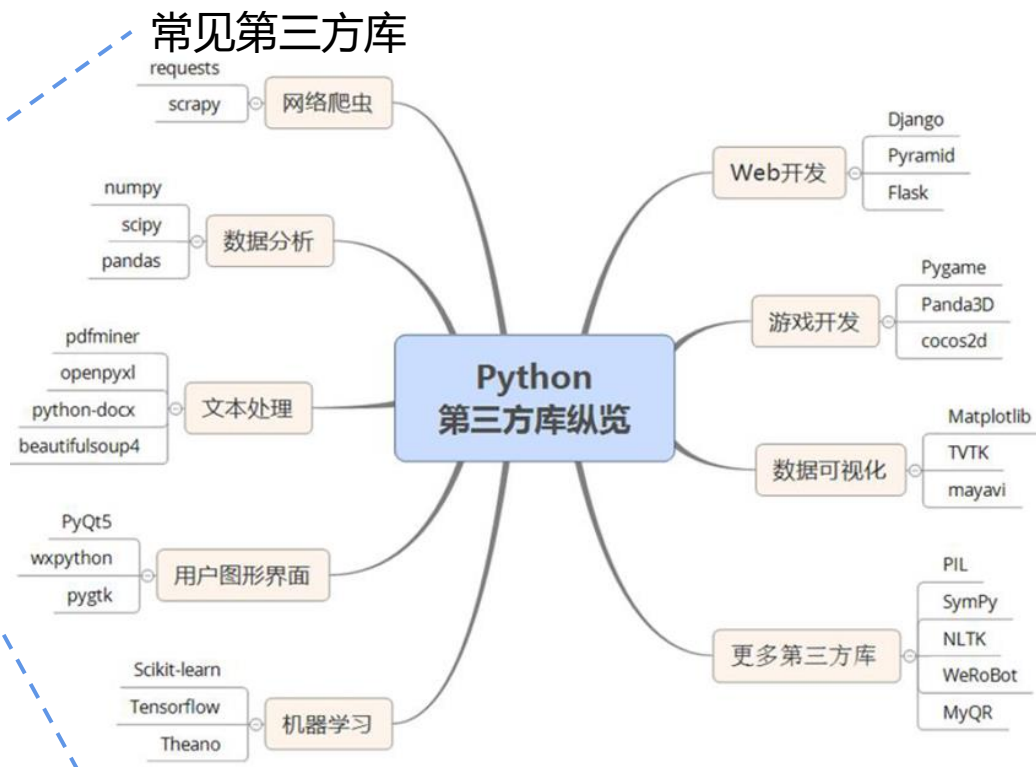 常见第三方库
requests
scrapy
网络爬虫
numpy
scipy
pandas
数据分析
pdfminer
openpyxl
python-docx
beautifulsoup4
文本处理
PyQt5
wxpython
pygtk
用户图形界面
Scikit-learn
Tensorflow
Theano
机器学习
Python
第三方库纵览
Web开发
Django
Pyramid
Flask
游戏开发
Pygame
Panda3D
cocos2d
数据可视化
Matplotlib
TVTK
mayavi
更多第三方库
PIL
SymPy
NLTK
WeRoBot
MyQR